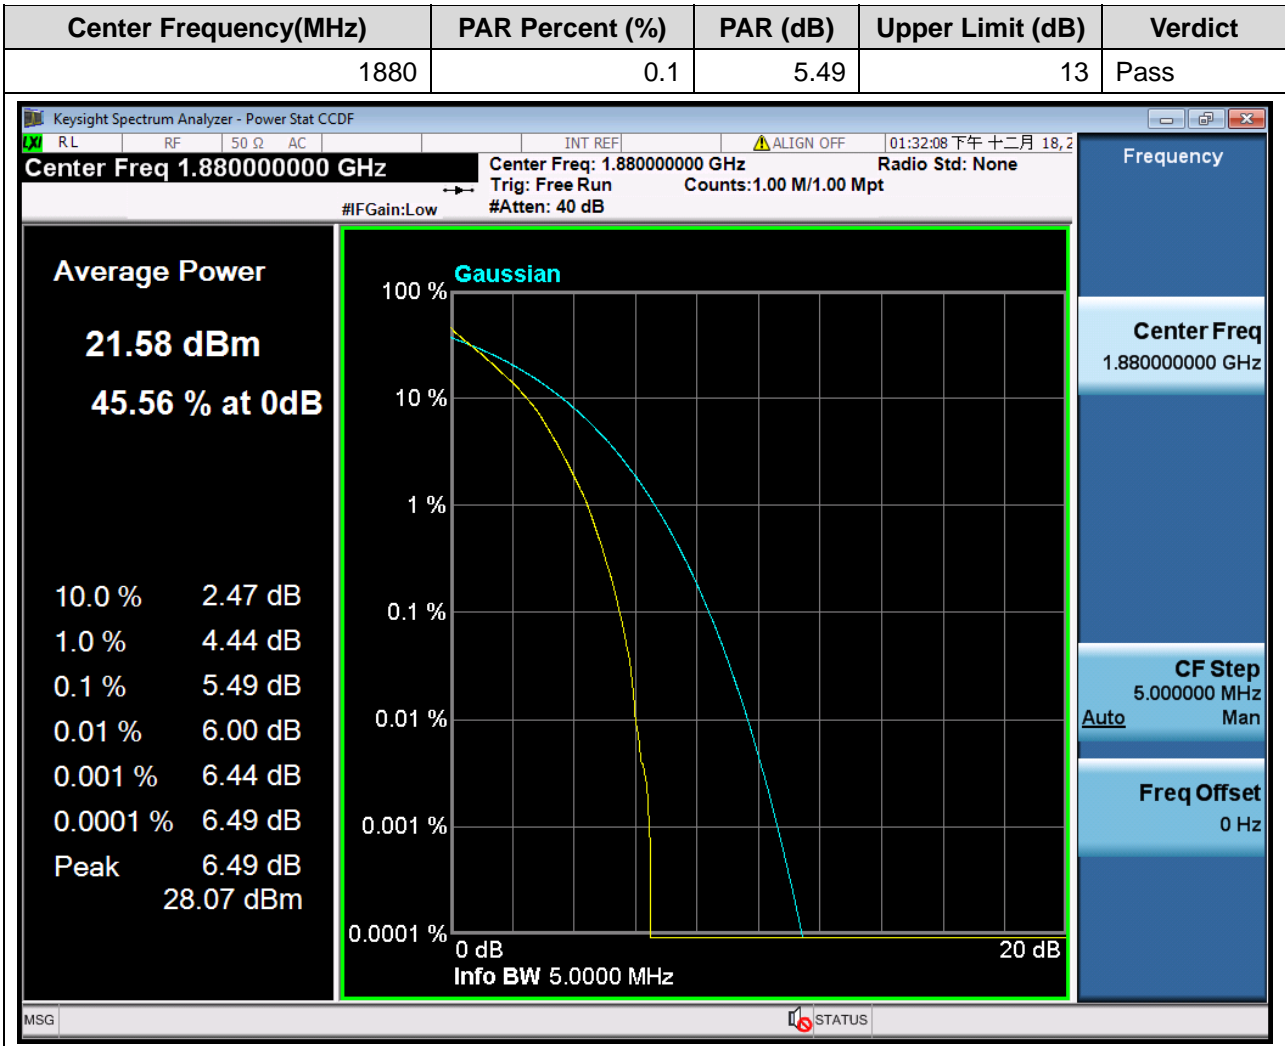 Center Frequency(MHz) PAR Percent (%) PAR (dB) Upper Limit (dB) Verdict
1880 0.1 5.49 13 Pass
Keysight Spectrum Analyzer - Power Stat CCDF
LXI RL RF 50 Ω AC INT REF ALIGN OFF 01:32:08 下午 十二月 18, 2
Center Freq 1.880000000 GHz
Center Freq: 1.880000000 GHz Radio Std: None
Trig: Free Run Counts:1.00 M/1.00 Mpt
#IFGain:Low #Atten: 40 dB
Average Power
21.58 dBm
45.56 % at 0dB
10.0 % 2.47 dB
1.0 % 4.44 dB
0.1 % 5.49 dB
0.01 % 6.00 dB
0.001 % 6.44 dB
0.0001 % 6.49 dB
Peak 6.49 dB
28.07 dBm
Gaussian
100 %
10 %
1 %
0.1 %
0.01 %
0.001 %
0.0001 %
0 dB 20 dB
Info BW 5.0000 MHz
Frequency
Center Freq
1.880000000 GHz
CF Step
5.000000 MHz
Auto Man
Freq Offset
0 Hz
MSG STATUS